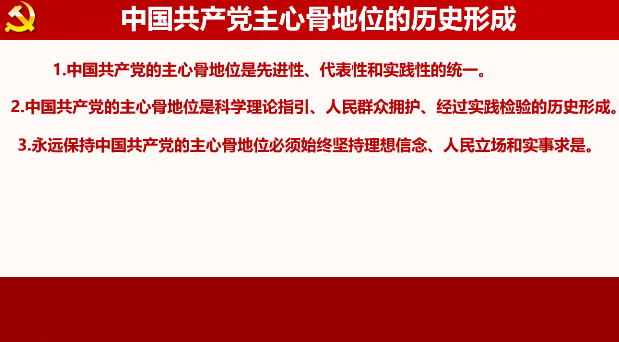 中国共产党主心骨地位的历史形成
1.中国共产党的主心骨地位是先进性、代表性和实践性的统一。
2.中国共产党的主心骨地位是科学理论指引、人民群众拥护、经过实践检验的历史形成。
3.永远保持中国共产党的主心骨地位必须始终坚持理想信念、人民立场和实事求是。